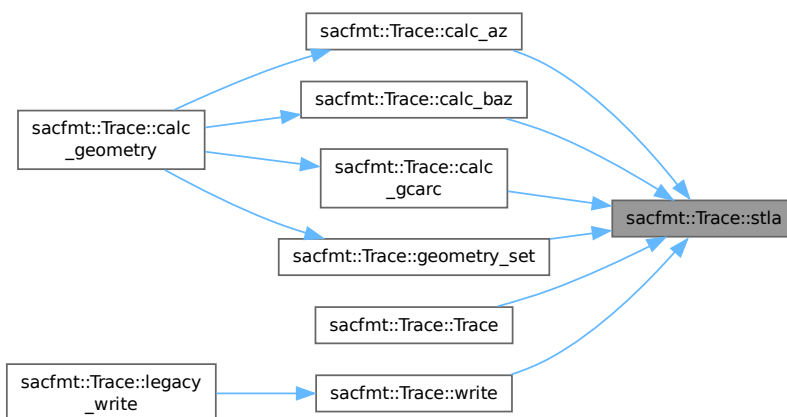 sacfmt::Trace::calc_az
sacfmt::Trace::calc_baz
sacfmt::Trace::calc
_geometry
sacfmt::Trace::calc
_gcarc
sacfmt::Trace::stla
sacfmt::Trace::geometry_set
sacfmt::Trace::Trace
sacfmt::Trace::legacy
_write
sacfmt::Trace::write